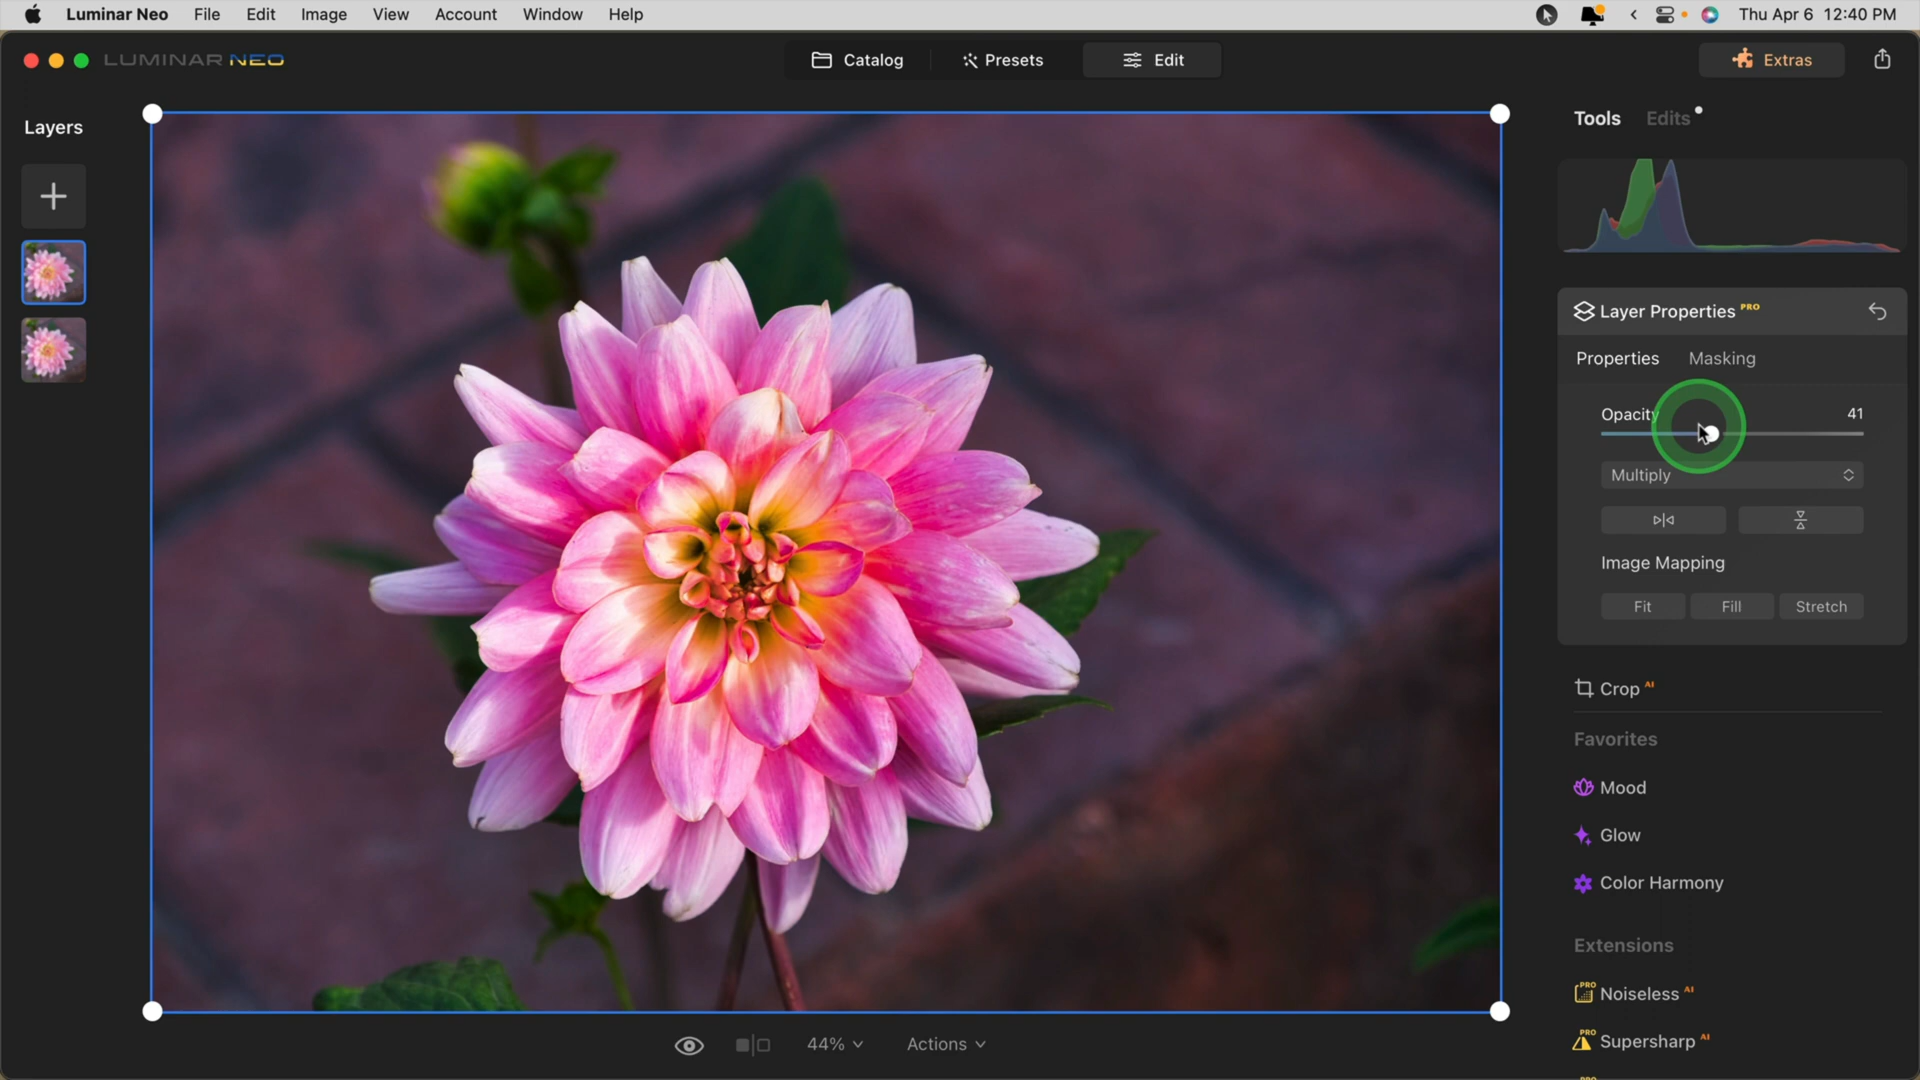 Luminar Neo File Edit Image View Account Window Help Thu Apr 6 12:40 PM
LUMINAR NEO Catalog Presets Edit Extras
Layers
Tools Edits
Layer Properties PRO
Properties Masking
Opacity 41
Multiply
Image Mapping
Fit Fill Stretch
Crop AI
Favorites
Mood
Glow
Color Harmony
Extensions
PRO Noiseless AI
PRO Supersharp AI
44% Actions